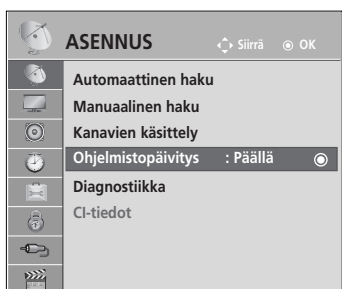 ASENNUS Siirrä OK
Automaattinen haku
Manuaalinen haku
Kanavien käsittely
Ohjelmistopäivitys : Päällä
Diagnostiikka
CI-tiedot